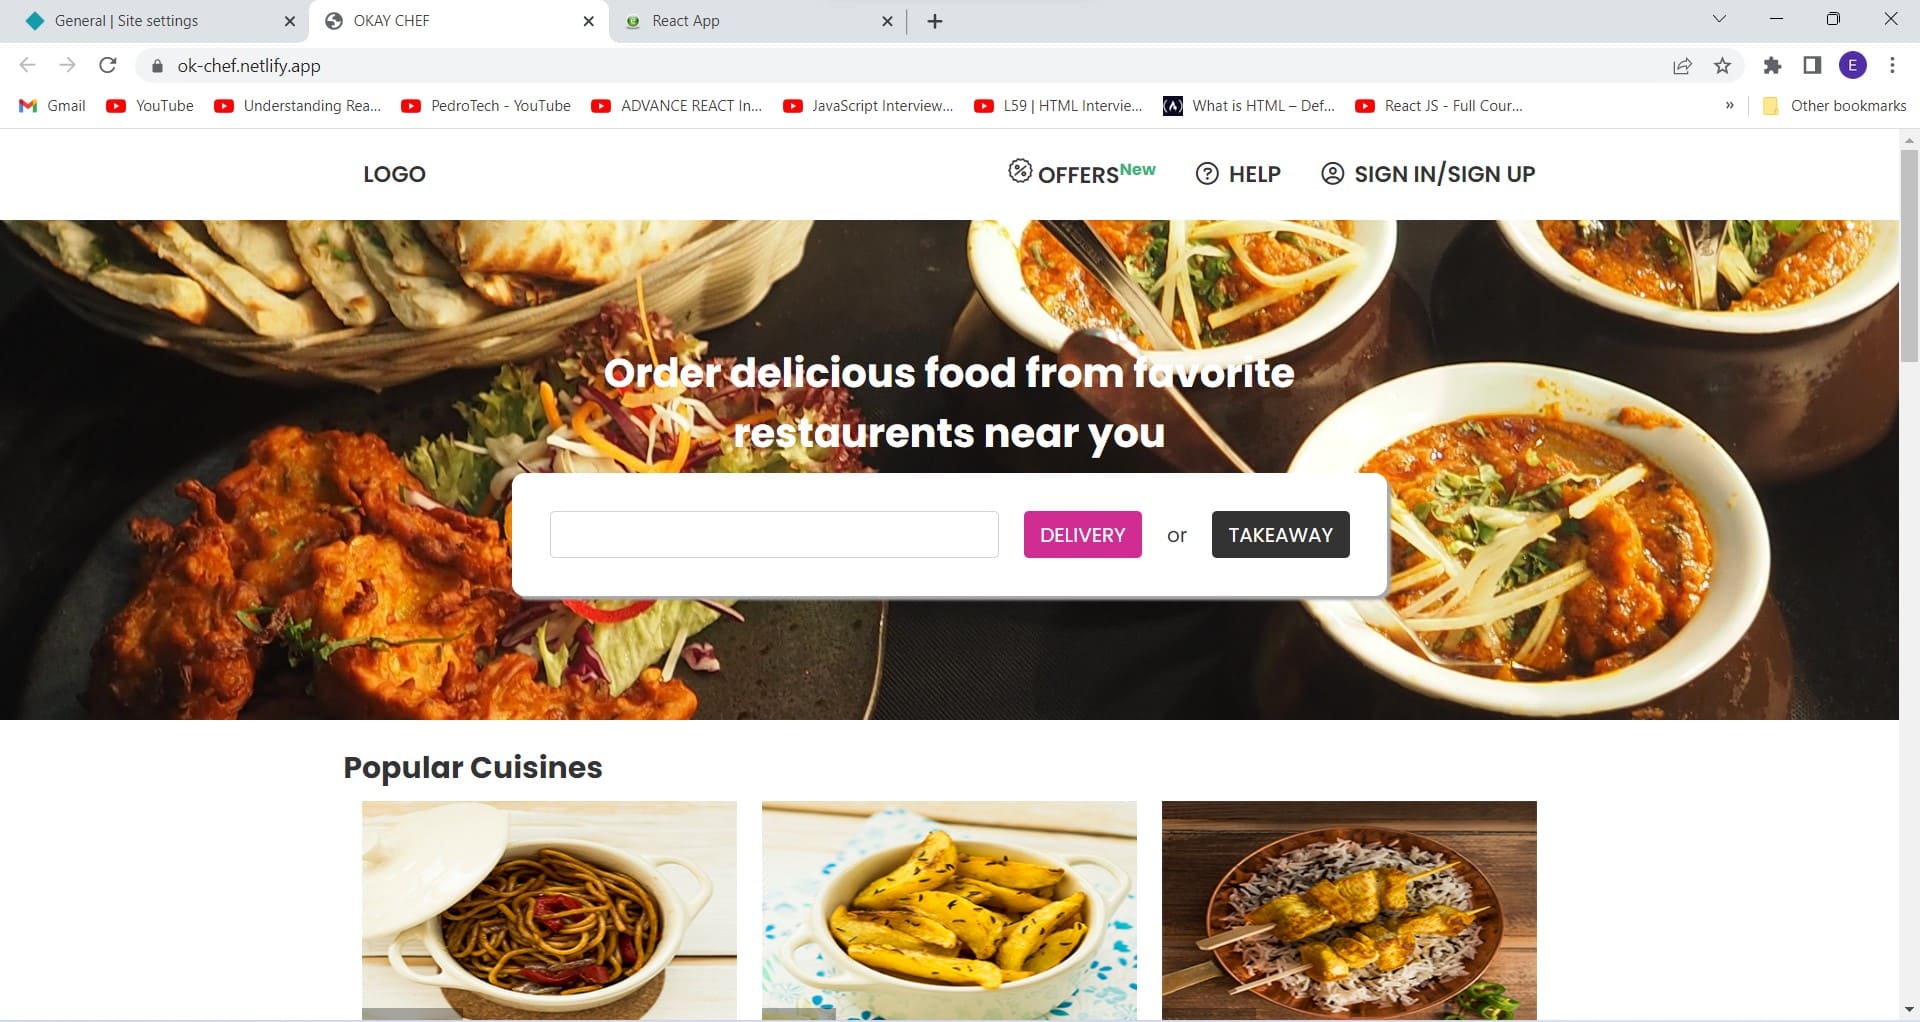 General | Site settings
OKAY CHEF
React App
ok-chef.netlify.app
E
Gmail
YouTube
Understanding Rea...
PedroTech - YouTube
ADVANCE REACT In...
JavaScript Interview...
L59 | HTML Intervie...
What is HTML – Def...
React JS - Full Cour...
»
Other bookmarks
LOGO
OFFERSNew
HELP
SIGN IN/SIGN UP
Order delicious food from favorite
restaurents near you
DELIVERY or TAKEAWAY
Popular Cuisines